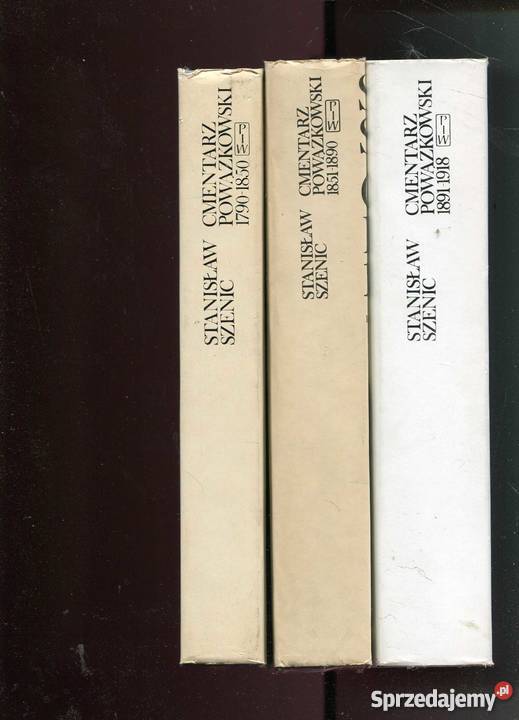 STANISŁAW
SZENIC
CMENTARZ
POWĄZKOWSKI
1790-1850
PIW
STANISŁAW
SZENIC
CMENTARZ
POWĄZKOWSKI
1851-1890
PIW
STANISŁAW
SZENIC
CMENTARZ
POWĄZKOWSKI
1891-1918
PIW
Sprzedajemy.pl